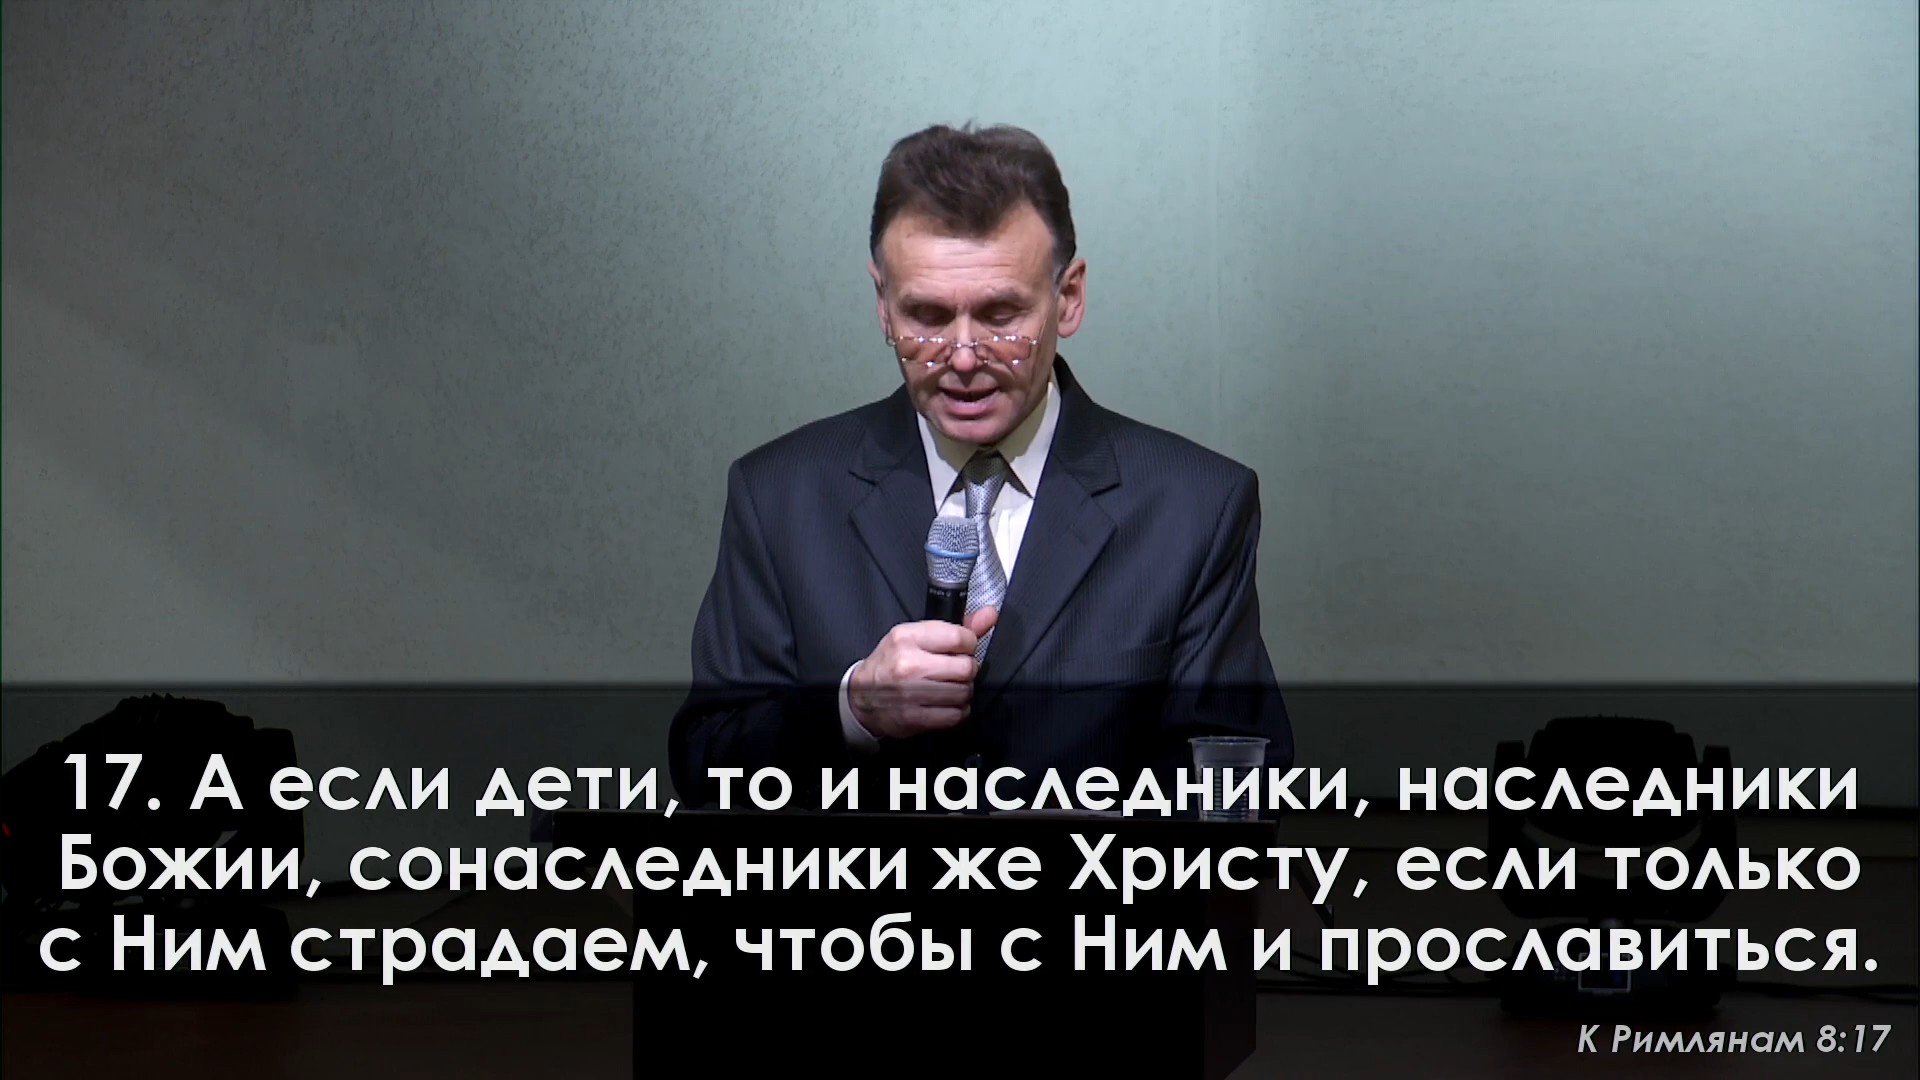 17. А если дети, то и наследники, наследники
Божии, сонаследники же Христу, если только
с Ним страдаем, чтобы с Ним и прославиться.
К Римлянам 8:17